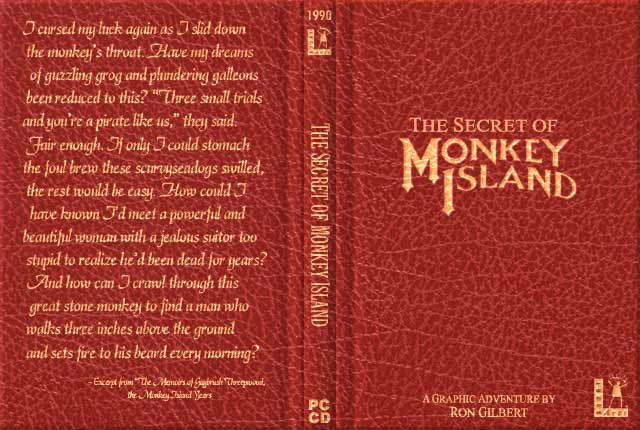 I cursed my luck again as I slid down
the monkey's throat. Have my dreams
of guzzling grog and plundering galleons
been reduced to this? "“Three small trials
and you're a pirate like us,” they said.
Fair enough. If only I could stomach
the foul brew these scurvyseadogs swilled,
the rest would be easy. How could I
have known I'd meet a powerful and
beautiful woman with a jealous suitor too
stupid to realize he'd been dead for years?
And how can I crawl through this
great stone monkey to find a man who
walks three inches above the ground
and sets fire to his beard every morning?
- Excerpt from "The Memoirs of Guybrush Threepwood,
the Monkey Island Years
1990
THE SECRET OF MONKEY ISLAND
PC
CD
THE SECRET OF
MONKEY
ISLAND
A GRAPHIC ADVENTURE BY
RON GILBERT